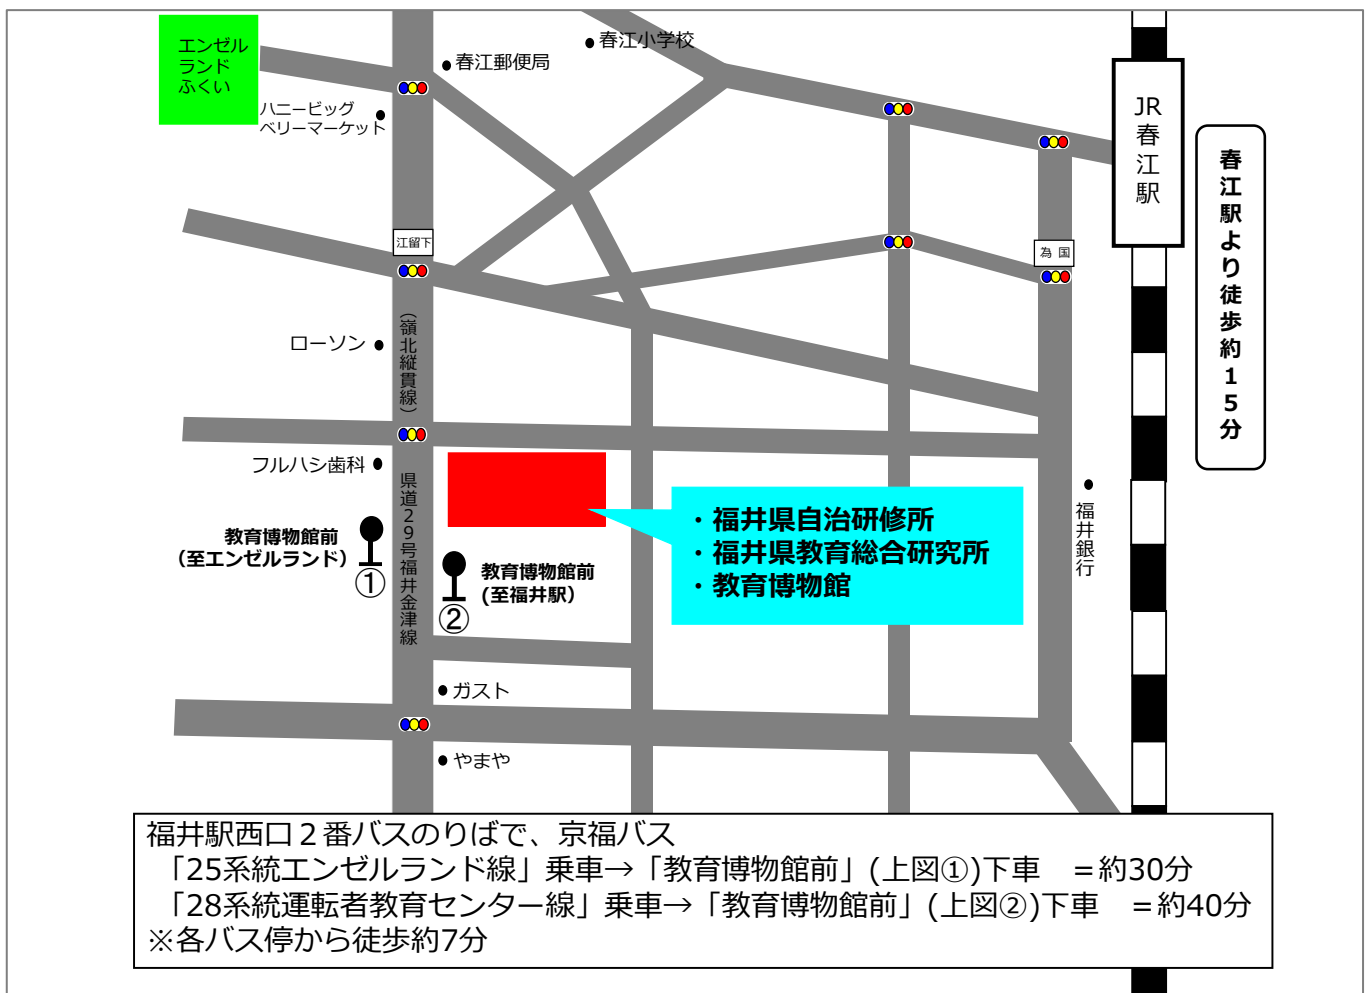 エンゼル
ランド
ふくい
春江郵便局
春江小学校
ハニービッグ
ベリーマーケット
JR
春
江
駅
春江駅より徒歩約15分
江留下
為国
ローソン
(嶺北縦貫線)
フルハシ歯科
県道29号福井金津線
教育博物館前
(至エンゼルランド)
①
教育博物館前
(至福井駅)
②
・福井県自治研修所
・福井県教育総合研究所
・教育博物館
福井銀行
ガスト
やまや
福井駅西口2番バスのりばで、京福バス
「25系統エンゼルランド線」乗車→「教育博物館前」(上図①)下車 =約30分
「28系統運転者教育センター線」乗車→「教育博物館前」(上図②)下車 =約40分
※各バス停から徒歩約7分